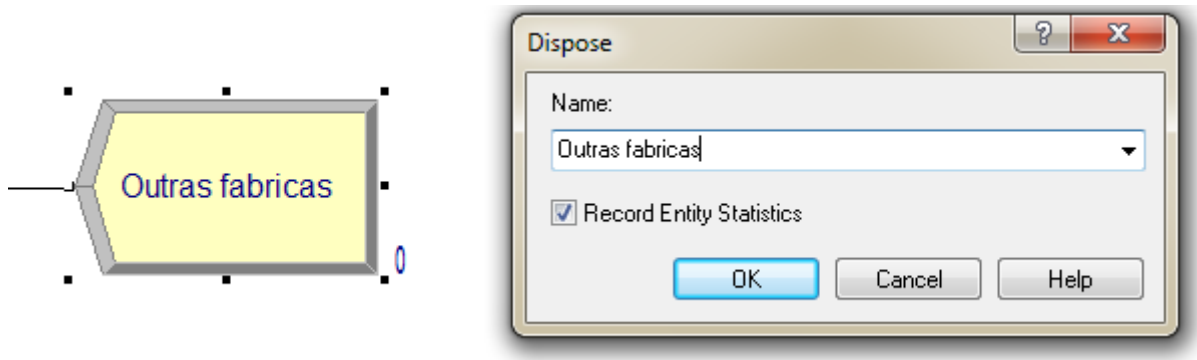 Outras fabricas
0
Dispose
?
X
Name:
Outras fabricas
Record Entity Statistics
OK
Cancel
Help